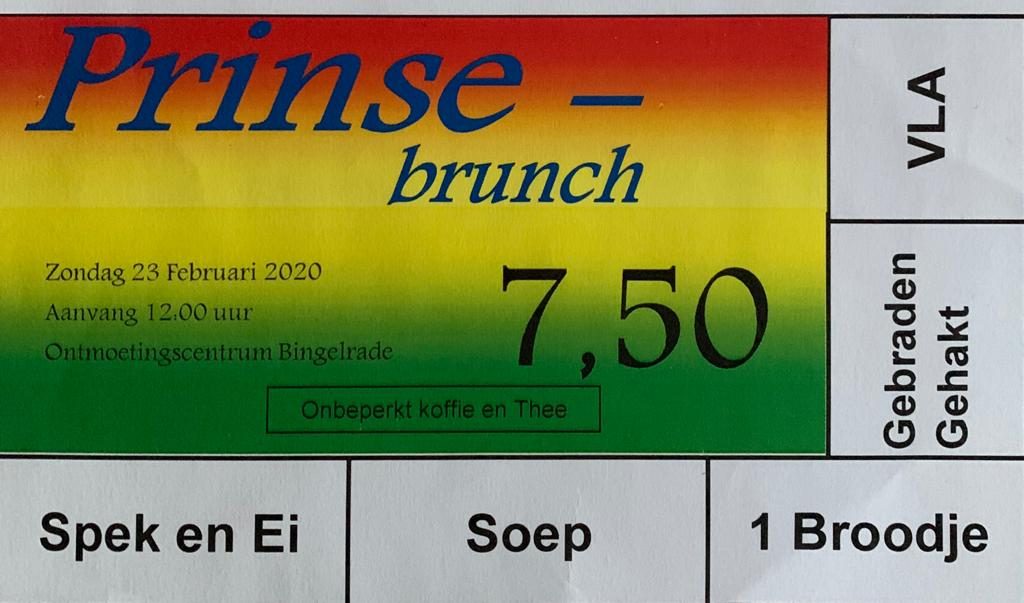 Prinse –
brunch
Zondag 23 Februari 2020
Aanvang 12:00 uur
Ontmoetingscentrum Bingelrade
7,50
Onbeperkt koffie en Thee
VLA
Gebraden
Gehakt
Spek en Ei
Soep
1 Broodje